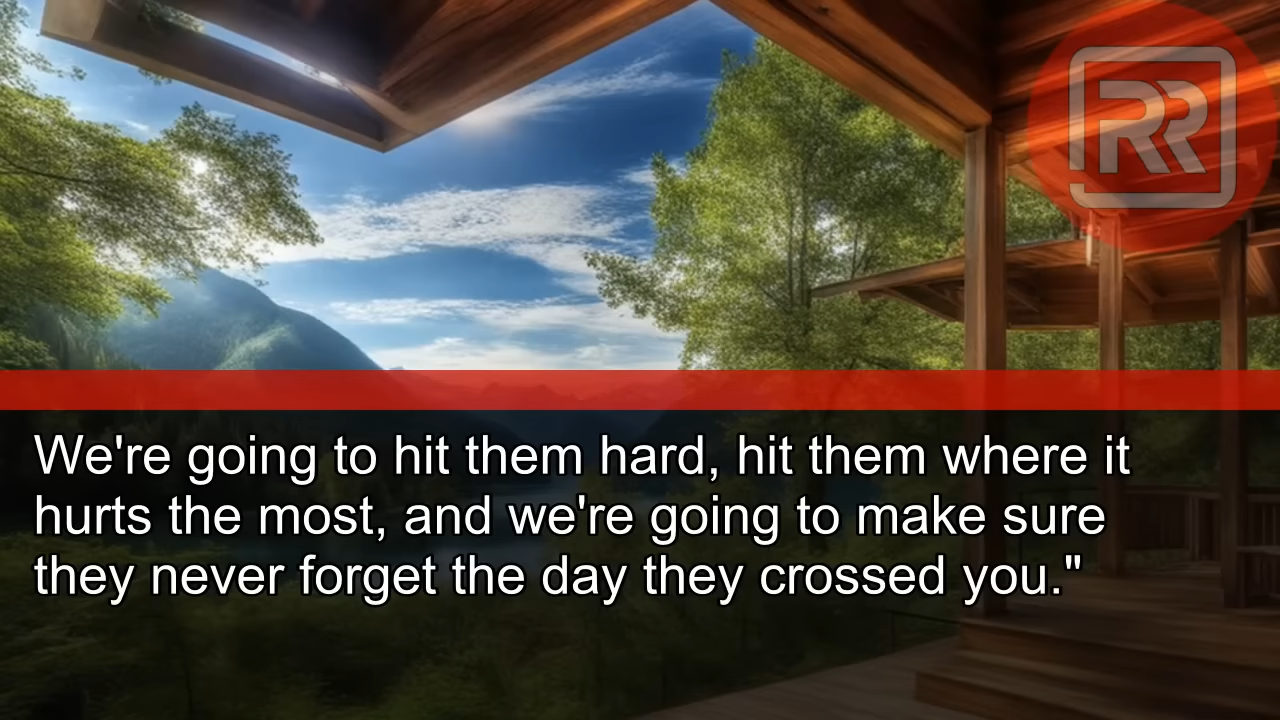 RR
We're going to hit them hard, hit them where it
hurts the most, and we're going to make sure
they never forget the day they crossed you."